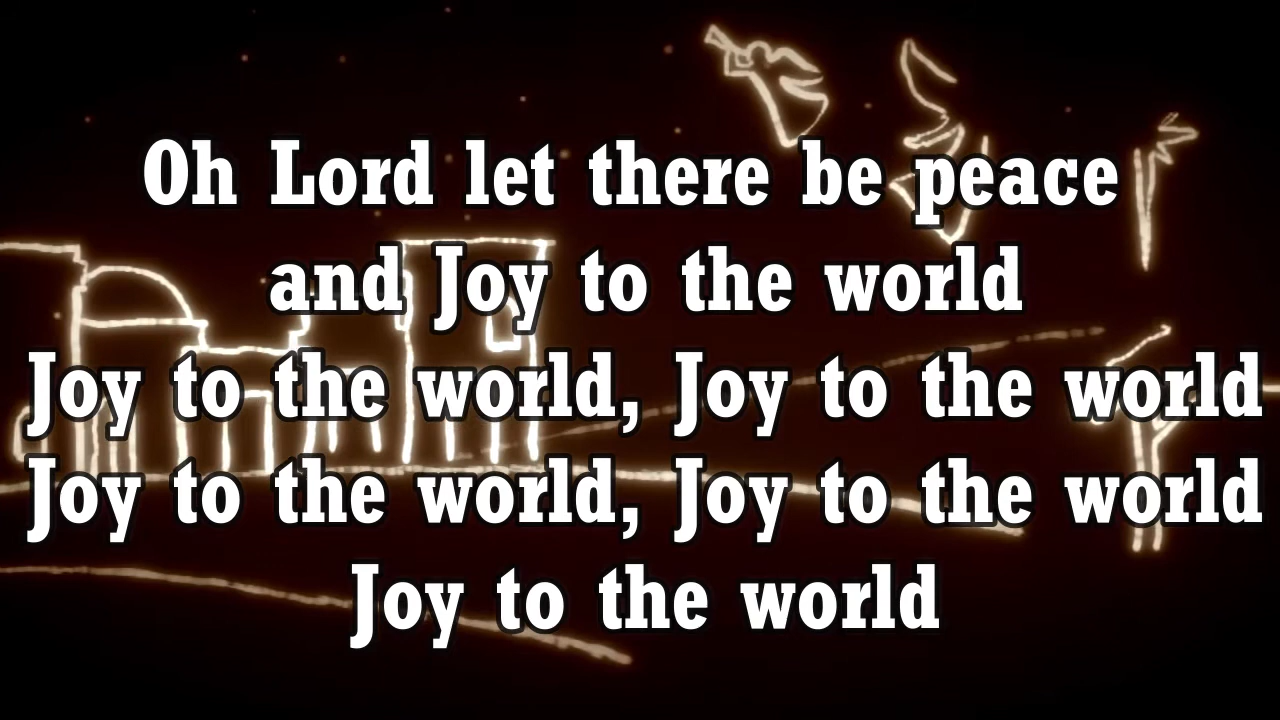 Oh Lord let there be peace
and Joy to the world
Joy to the world, Joy to the world
Joy to the world, Joy to the world
Joy to the world